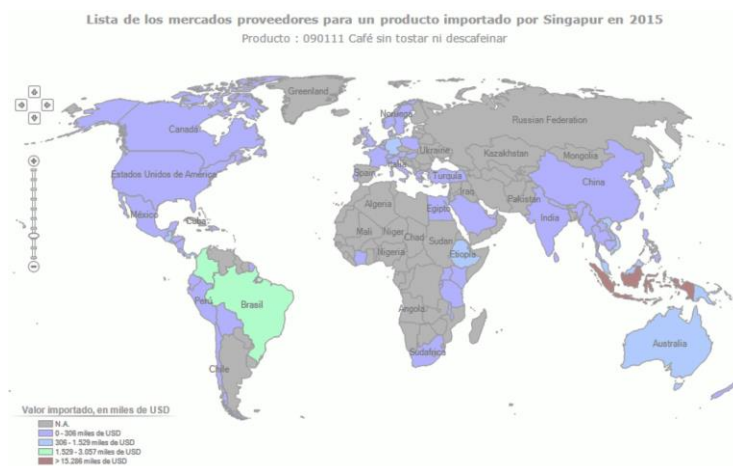 Lista de los mercados proveedores para un producto importado por Singapur en 2015
Producto : 090111 Café sin tostar ni descafeinar
Greenland
Canadá
Russian Federation
Ukraine
Kazakhstan
Mongolia
Estados Unidos de América
Spain
Turquía
China
Iraq
Pakistan
México
Cuba
Algeria
Egipto
India
Mali
Niger
Chad
Sudan
Nigeria
Etiopía
Perú
Brasil
Angola
Australia
Chile
Sudáfrica
Valor importado, en miles de USD
N.A.
0 - 306 miles de USD
306 - 1.529 miles de USD
1.529 - 3.057 miles de USD
> 15.286 miles de USD